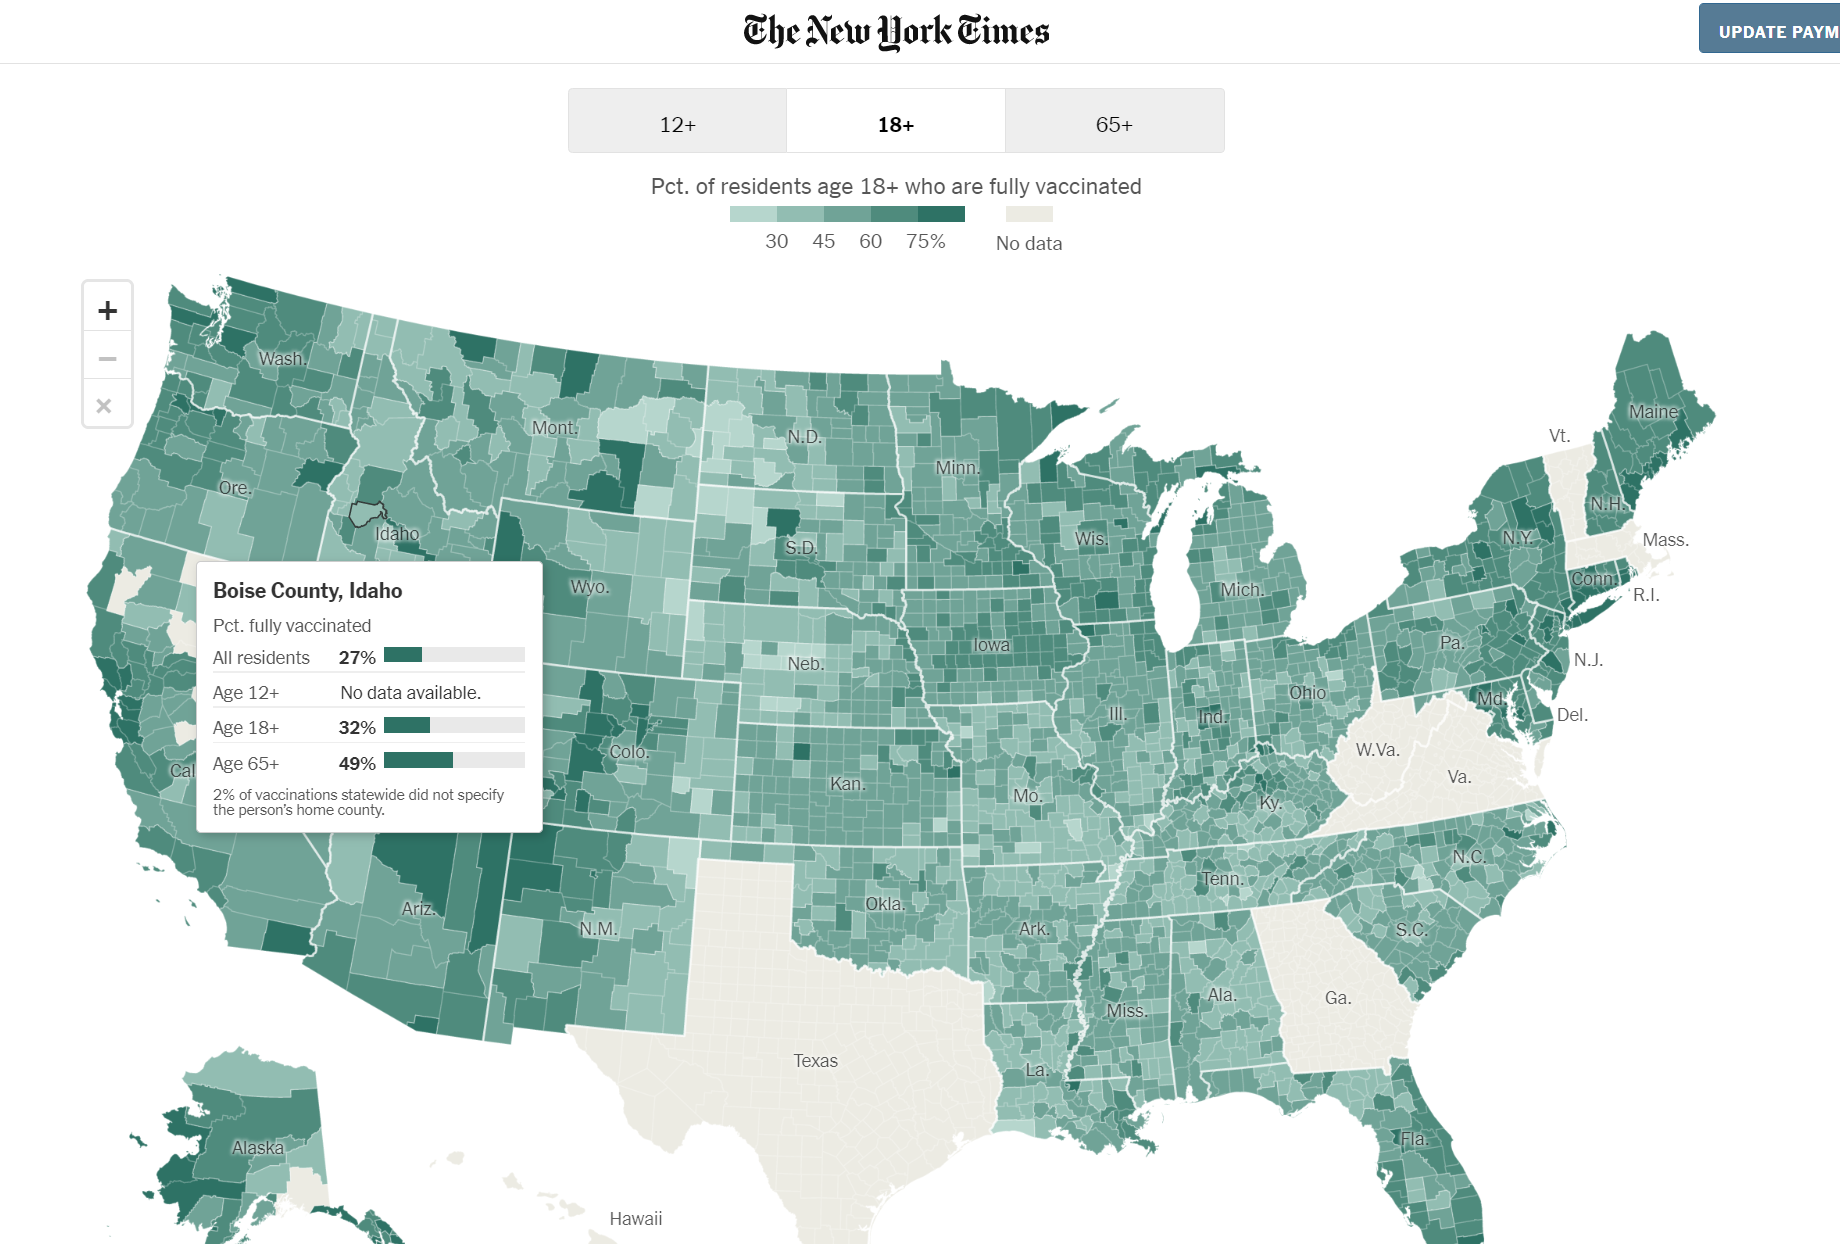 The New York Times
UPDATE PAYM
12+
18+
65+
Pct. of residents age 18+ who are fully vaccinated
30 45 60 75%
No data
+
−
×
Wash.
Mont.
N.D.
Minn.
Maine
Vt.
Ore.
N.H.
Idaho
S.D.
Wis.
N.Y.
Mass.
Wyo.
Mich.
Conn.
R.I.
Boise County, Idaho
Pct. fully vaccinated
All residents 27%
Age 12+ No data available.
Age 18+ 32%
Age 65+ 49%
2% of vaccinations statewide did not specify
the person's home county.
Iowa
Neb.
Pa.
N.J.
Ohio
Md.
Del.
Ill.
Ind.
Colo.
W.Va.
Cal
Kan.
Mo.
Ky.
Va.
N.C.
Tenn.
Ariz.
N.M.
Okla.
Ark.
S.C.
Ala.
Ga.
Miss.
Texas
La.
Alaska
Fla.
Hawaii